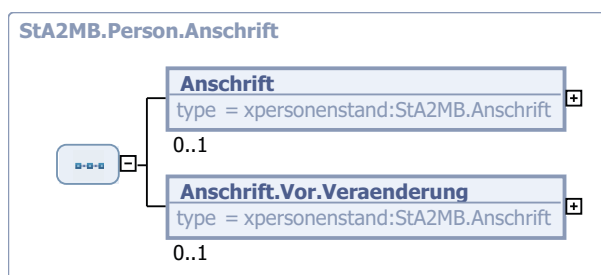 StA2MB.Person.Anschrift
Anschrift
type = xpersonenstand:StA2MB.Anschrift
0..1
Anschrift.Vor.Veraenderung
type = xpersonenstand:StA2MB.Anschrift
0..1